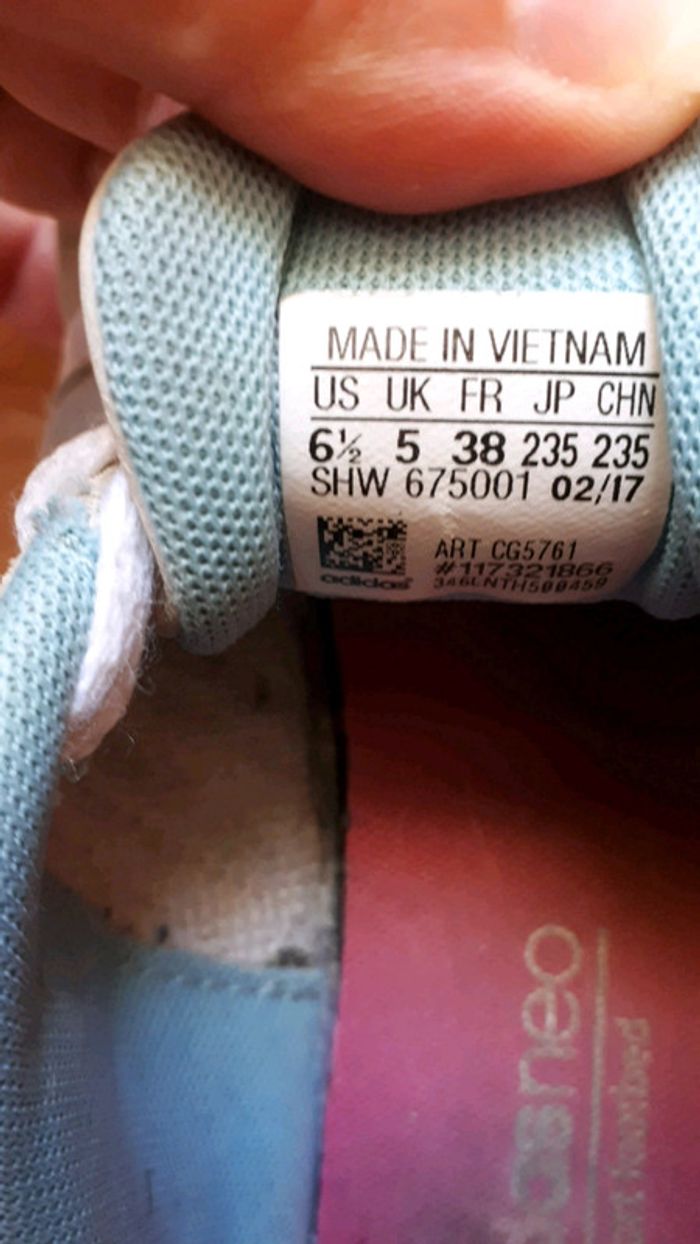 MADE IN VIETNAM
US UK FR JP CHN
6½ 5 38 235 235
SHW 675001 02/17
ART CG5761
adidas
#117321866
346LNTH500459
neo